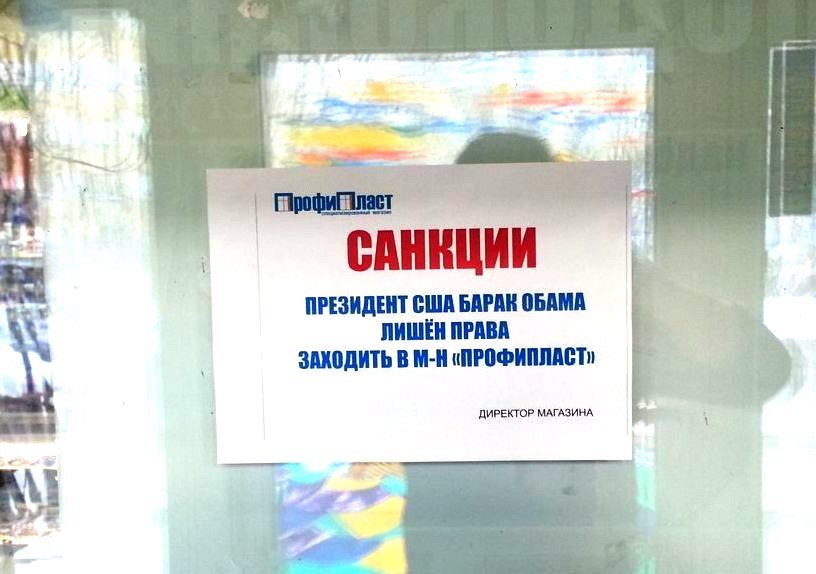 ПрофиПласт
специализированный магазин
САНКЦИИ
ПРЕЗИДЕНТ США БАРАК ОБАМА
ЛИШЁН ПРАВА
ЗАХОДИТЬ В М-Н «ПРОФИПЛАСТ»
ДИРЕКТОР МАГАЗИНА